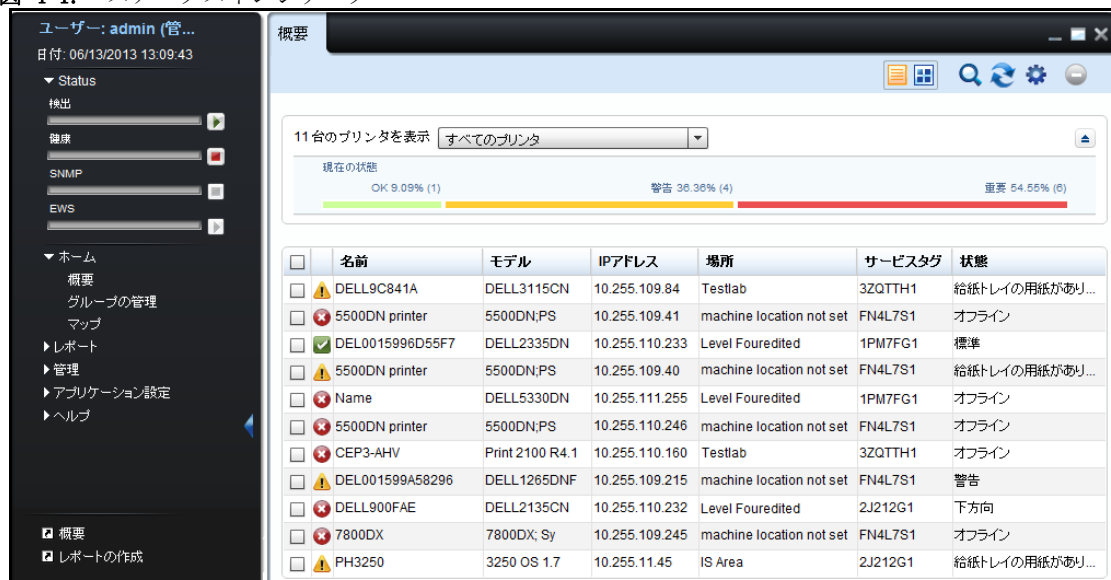 ユーザー: admin (管...
日付: 06/13/2013 13:09:43
Status
検出
健康
SNMP
EWS
ホーム
概要
グループの管理
マップ
レポート
管理
アプリケーション設定
ヘルプ
概要
レポートの作成
概要
11台のプリンタを表示 すべてのプリンタ
現在の状態
OK 9.09% (1) 警告 36.36% (4) 重要 54.55% (6)
名前 モデル IPアドレス 場所 サービスタグ 状態
DELL9C841A DELL3115CN 10.255.109.84 Testlab 3ZQTTH1 給紙トレイの用紙があり...
5500DN printer 5500DN;PS 10.255.109.41 machine location not set FN4L7S1 オフライン
DEL0015996D55F7 DELL2335DN 10.255.110.233 Level Fouredited 1PM7FG1 標準
5500DN printer 5500DN;PS 10.255.109.40 machine location not set FN4L7S1 給紙トレイの用紙があり...
Name DELL5330DN 10.255.111.255 Level Fouredited 1PM7FG1 オフライン
5500DN printer 5500DN;PS 10.255.110.246 machine location not set FN4L7S1 オフライン
CEP3-AHV Print 2100 R4.1 10.255.110.160 Testlab 3ZQTTH1 オフライン
DEL001599A58296 DELL1265DNF 10.255.109.215 machine location not set FN4L7S1 警告
DELL900FAE DELL2135CN 10.255.110.232 Level Fouredited 2J212G1 下方向
7800DX 7800DX; Sy 10.255.109.245 machine location not set FN4L7S1 オフライン
PH3250 3250 OS 1.7 10.255.11.45 IS Area 2J212G1 給紙トレイの用紙があり...